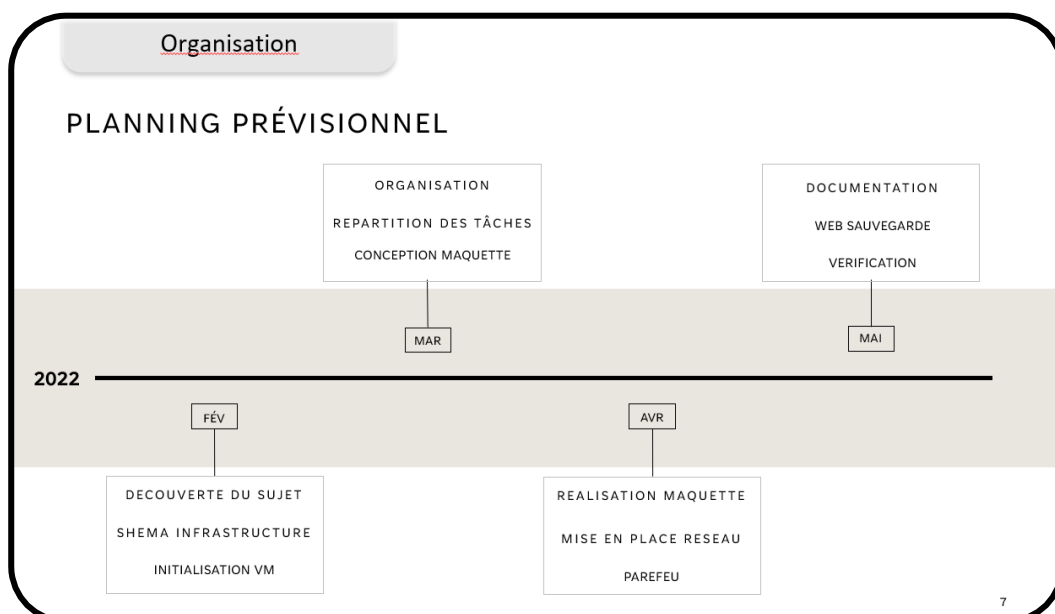 Organisation
PLANNING PRÉVISIONNEL
ORGANISATION
REPARTITION DES TÂCHES
CONCEPTION MAQUETTE
DOCUMENTATION
WEB SAUVEGARDE
VERIFICATION
MAR
MAI
2022
FÉV
AVR
DECOUVERTE DU SUJET
SHEMA INFRASTRUCTURE
INITIALISATION VM
REALISATION MAQUETTE
MISE EN PLACE RESEAU
PAREFEU
7